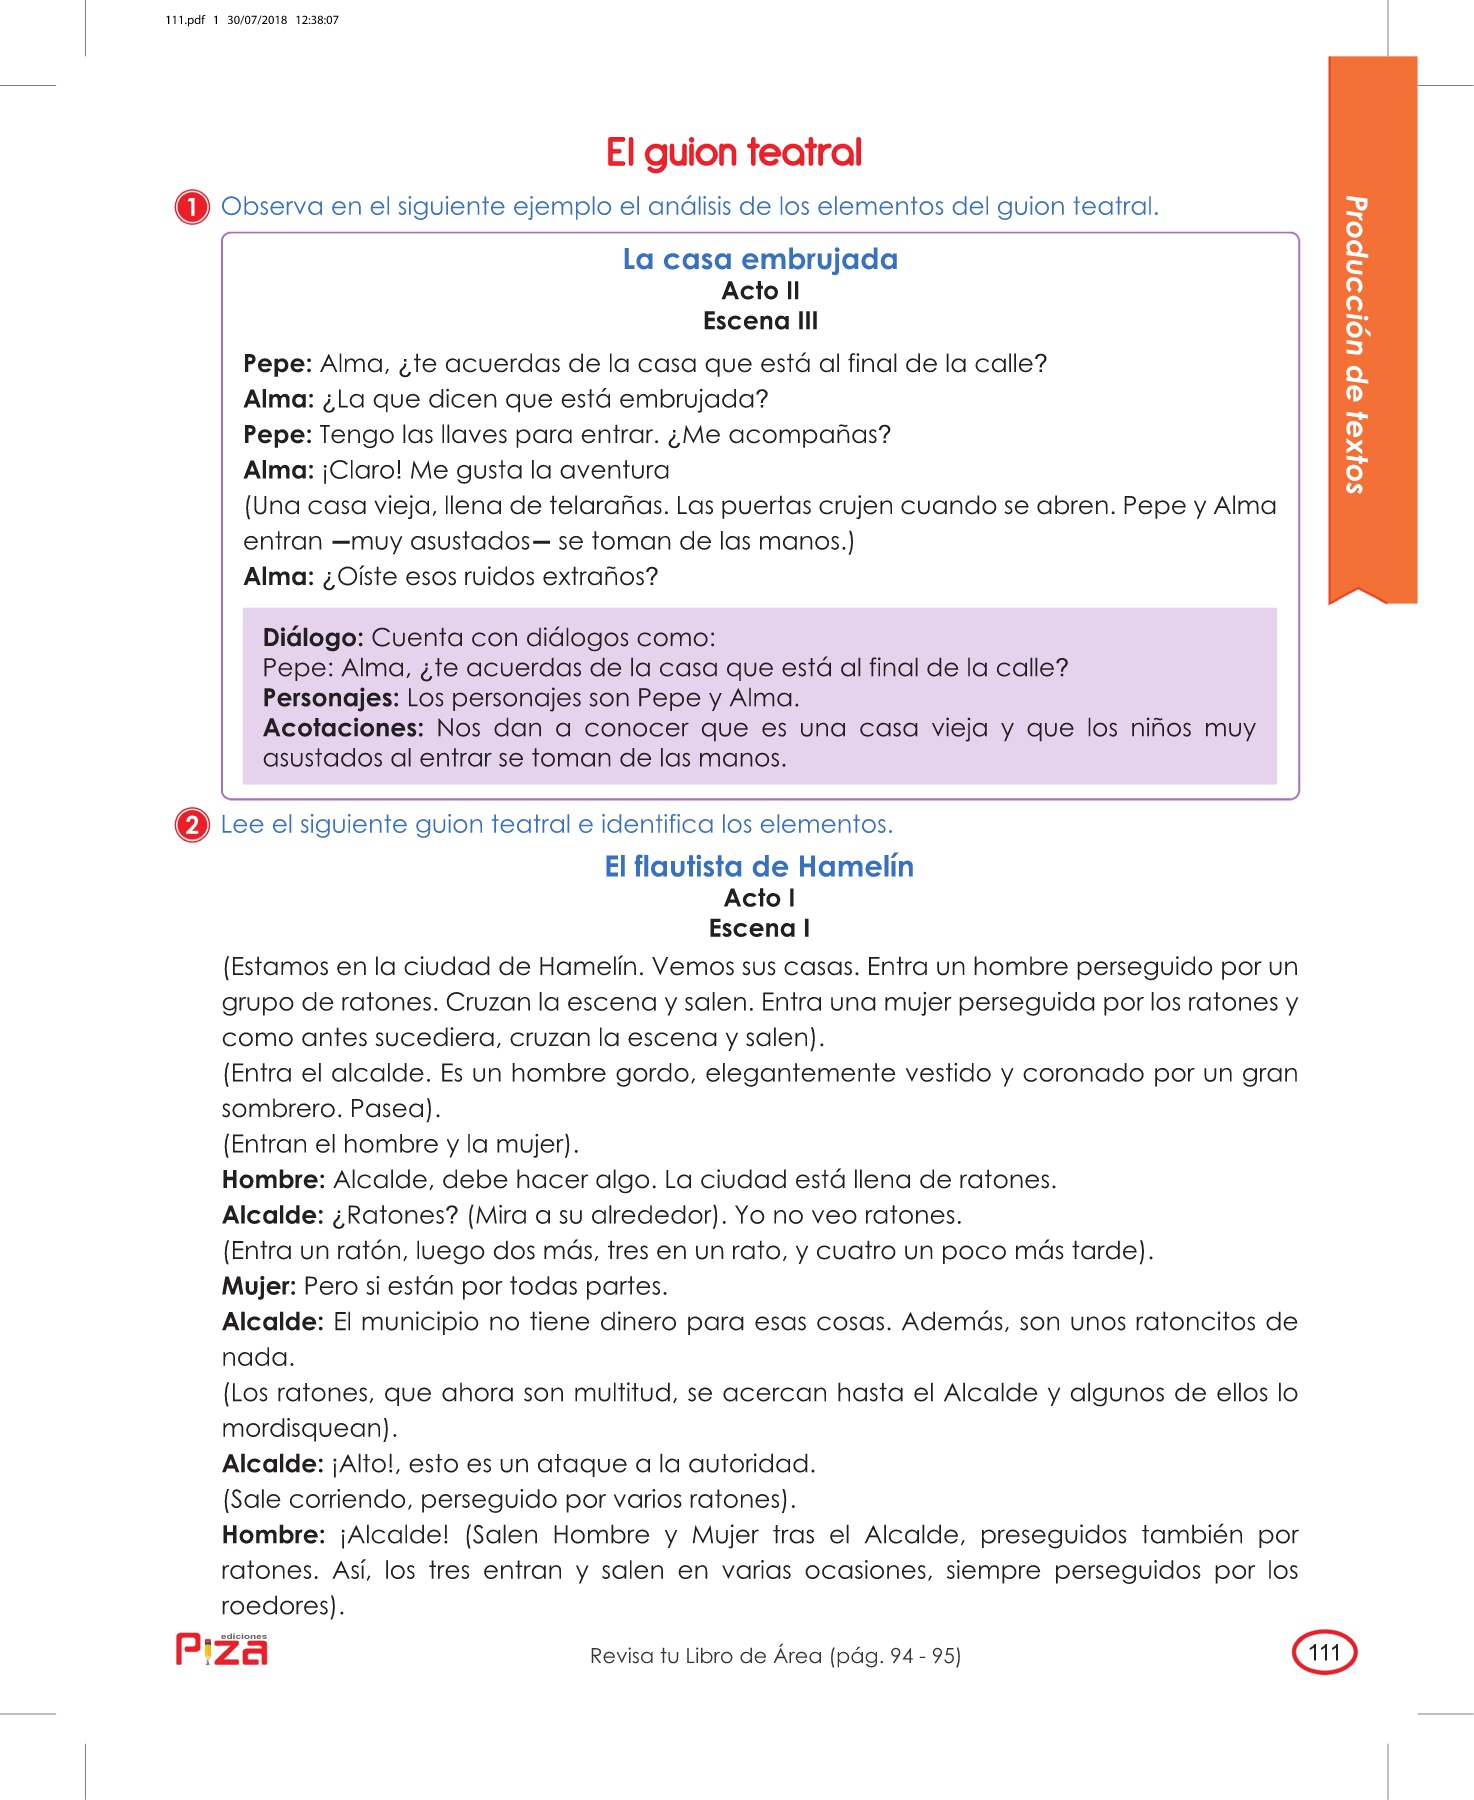 111.pdf 1 30/07/2018 12:38:07
El guion teatral
1 Observa en el siguiente ejemplo el análisis de los elementos del guion teatral.
La casa embrujada
Acto II
Escena III
Pepe: Alma, ¿te acuerdas de la casa que está al final de la calle?
Alma: ¿La que dicen que está embrujada?
Pepe: Tengo las llaves para entrar. ¿Me acompañas?
Alma: ¡Claro! Me gusta la aventura
(Una casa vieja, llena de telarañas. Las puertas crujen cuando se abren. Pepe y Alma
entran —muy asustados— se toman de las manos.)
Alma: ¿Oíste esos ruidos extraños?
Diálogo: Cuenta con diálogos como:
Pepe: Alma, ¿te acuerdas de la casa que está al final de la calle?
Personajes: Los personajes son Pepe y Alma.
Acotaciones: Nos dan a conocer que es una casa vieja y que los niños muy
asustados al entrar se toman de las manos.
2 Lee el siguiente guion teatral e identifica los elementos.
El flautista de Hamelín
Acto I
Escena I
(Estamos en la ciudad de Hamelín. Vemos sus casas. Entra un hombre perseguido por un
grupo de ratones. Cruzan la escena y salen. Entra una mujer perseguida por los ratones y
como antes sucediera, cruzan la escena y salen).
(Entra el alcalde. Es un hombre gordo, elegantemente vestido y coronado por un gran
sombrero. Pasea).
(Entran el hombre y la mujer).
Hombre: Alcalde, debe hacer algo. La ciudad está llena de ratones.
Alcalde: ¿Ratones? (Mira a su alrededor). Yo no veo ratones.
(Entra un ratón, luego dos más, tres en un rato, y cuatro un poco más tarde).
Mujer: Pero si están por todas partes.
Alcalde: El municipio no tiene dinero para esas cosas. Además, son unos ratoncitos de
nada.
(Los ratones, que ahora son multitud, se acercan hasta el Alcalde y algunos de ellos lo
mordisquean).
Alcalde: ¡Alto!, esto es un ataque a la autoridad.
(Sale corriendo, perseguido por varios ratones).
Hombre: ¡Alcalde! (Salen Hombre y Mujer tras el Alcalde, preseguidos también por
ratones. Así, los tres entran y salen en varias ocasiones, siempre perseguidos por los
roedores).
Producción de textos
ediciones
Piza
Revisa tu Libro de Área (pág. 94 - 95)
111